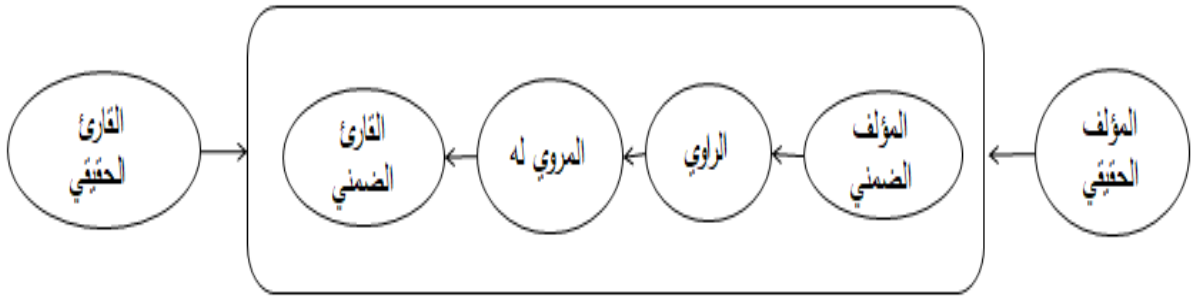 المؤلف
الحقيقي
المؤلف
الضمني
الراوي
المروي له
القارئ
الضمني
القارئ
الحقيقي